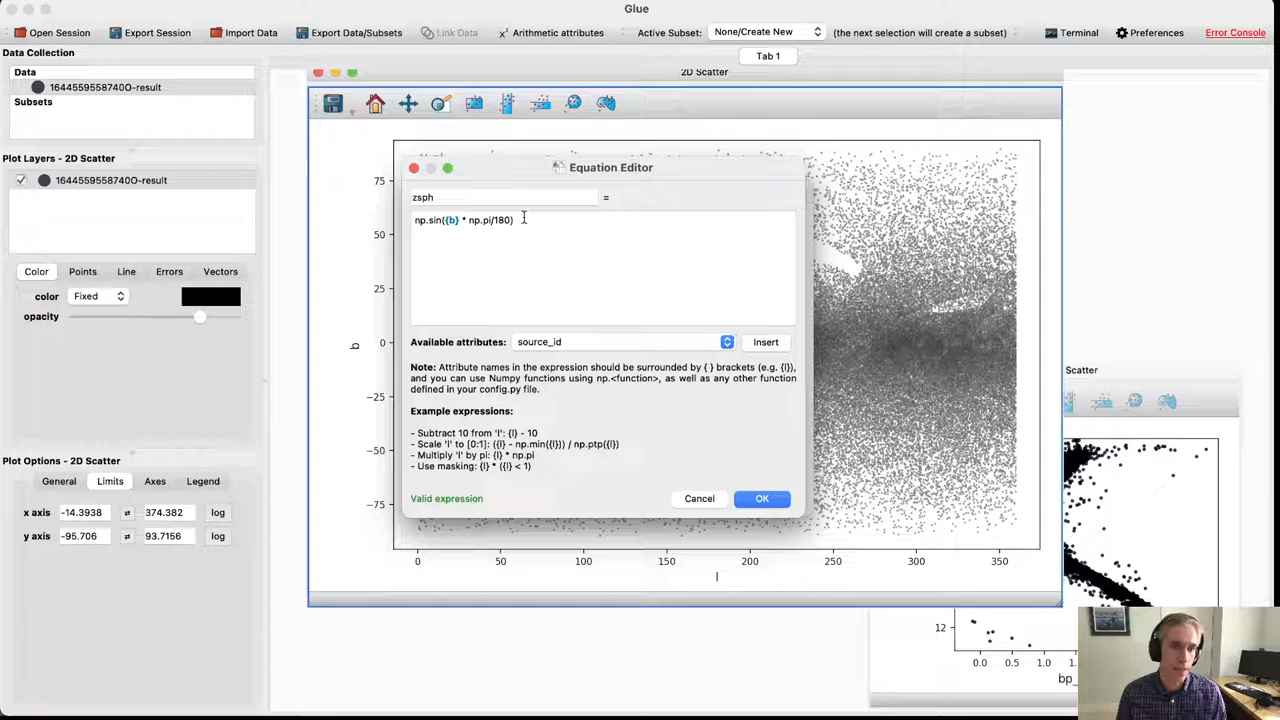 Glue
Open Session Export Session Import Data Export Data/Subsets Link Data Arithmetic attributes Active Subset: None/Create New (the next selection will create a subset) Terminal Preferences Error Console
Data Collection
Tab 1
Data
1644559558740O-result
Subsets
2D Scatter
Plot Layers - 2D Scatter
1644559558740O-result
Color Points Line Errors Vectors
color Fixed
opacity
Plot Options - 2D Scatter
General Limits Axes Legend
x axis -14.3938 374.382 log
y axis -95.706 93.7156 log
Equation Editor
zsph =
np.sin({b} * np.pi/180)
Available attributes: source_id Insert
Note: Attribute names in the expression should be surrounded by { } brackets (e.g. {l}),
and you can use Numpy functions using np.<function>, as well as any other function
defined in your config.py file.
Example expressions:
- Subtract 10 from 'l': {l} - 10
- Scale 'l' to [0:1]: ({l} - np.min({l})) / np.ptp({l})
- Multiply 'l' by pi: {l} * np.pi
- Use masking: {l} * ({l} < 1)
Valid expression Cancel OK
75
50
25
0
−25
−50
−75
b
0 50 100 150 200 250 300 350
l
Scatter
12
0.0 0.5 1.0 1.
bp_